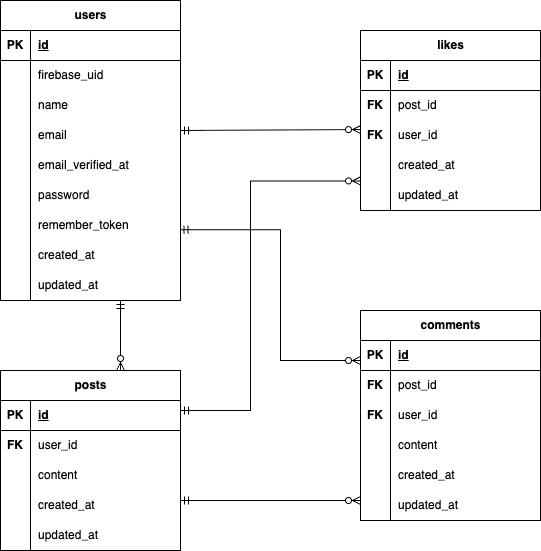 users
PK id
firebase_uid
name
email
email_verified_at
password
remember_token
created_at
updated_at
likes
PK id
FK post_id
FK user_id
created_at
updated_at
posts
PK id
FK user_id
content
created_at
updated_at
comments
PK id
FK post_id
FK user_id
content
created_at
updated_at